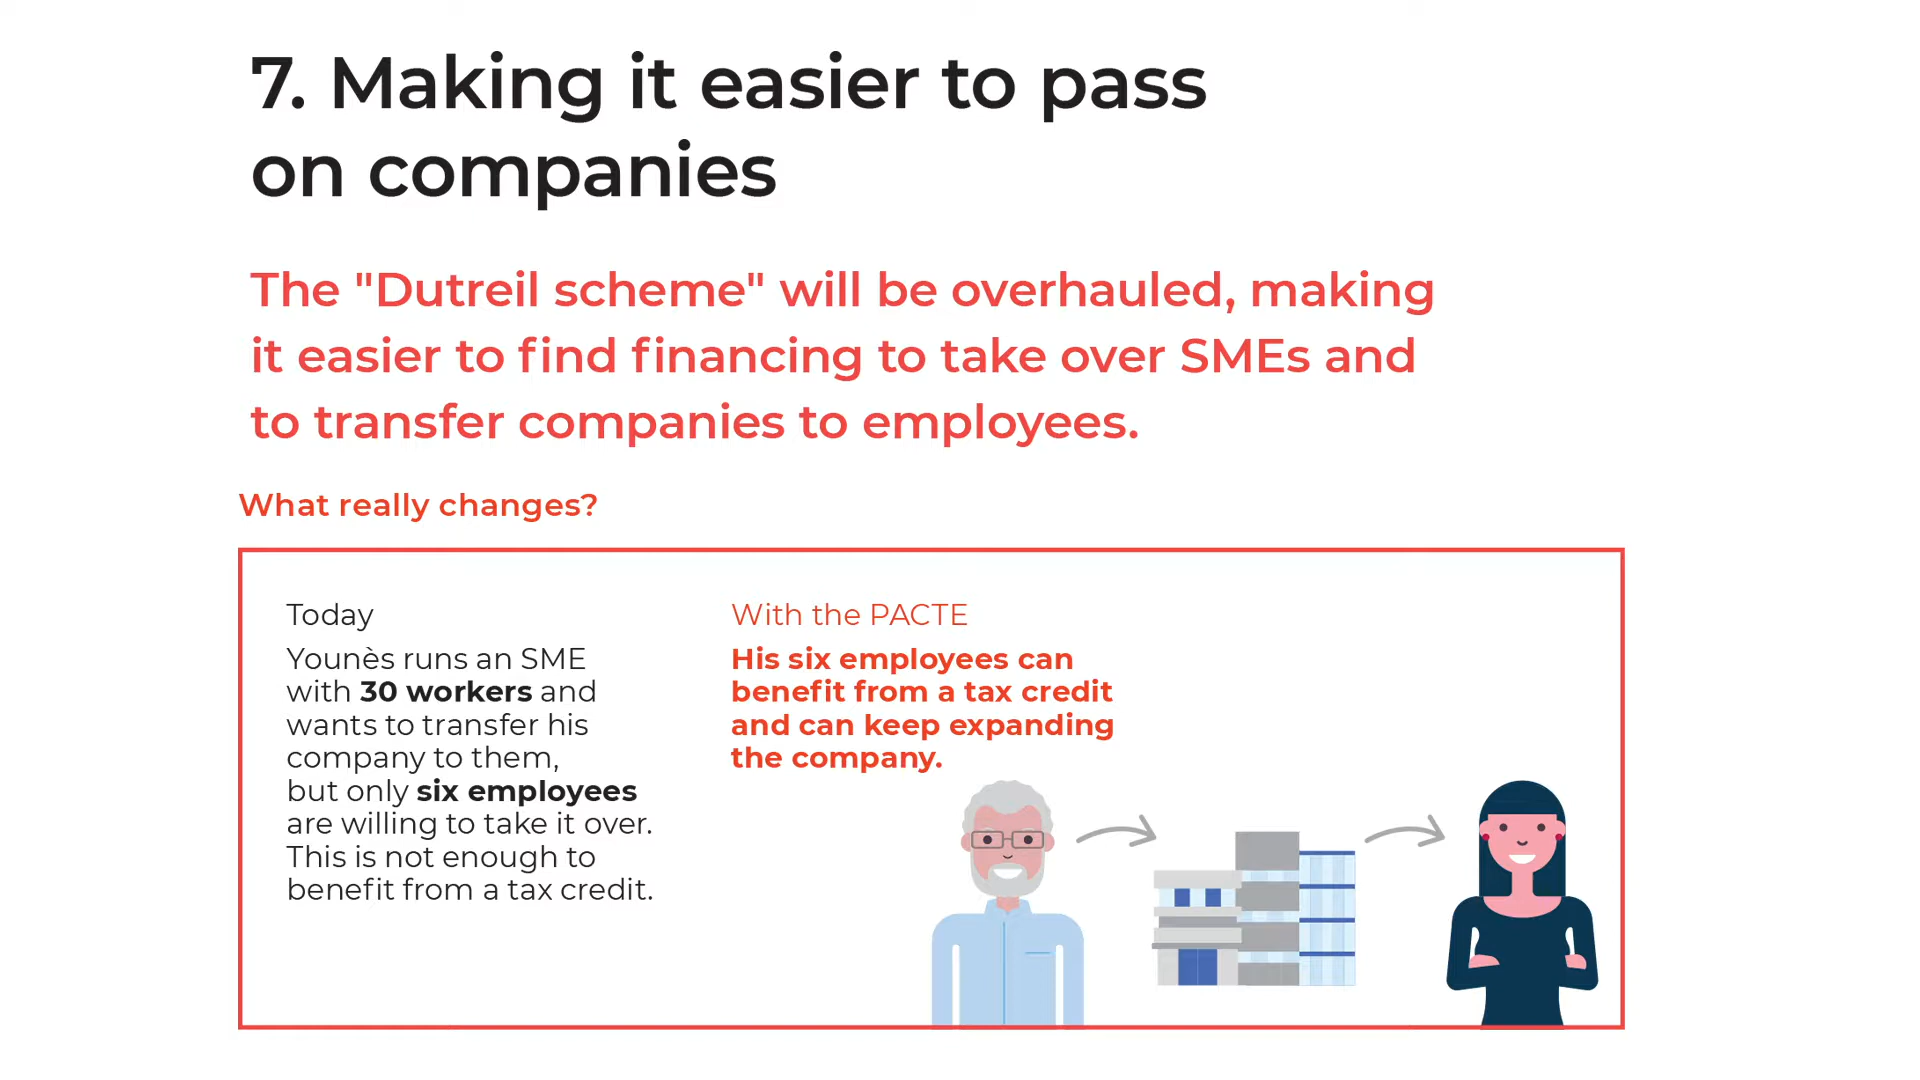 7. Making it easier to pass
on companies
The "Dutreil scheme" will be overhauled, making
it easier to find financing to take over SMEs and
to transfer companies to employees.
What really changes?
Today
Younès runs an SME
with 30 workers and
wants to transfer his
company to them,
but only six employees
are willing to take it over.
This is not enough to
benefit from a tax credit.
With the PACTE
His six employees can
benefit from a tax credit
and can keep expanding
the company.